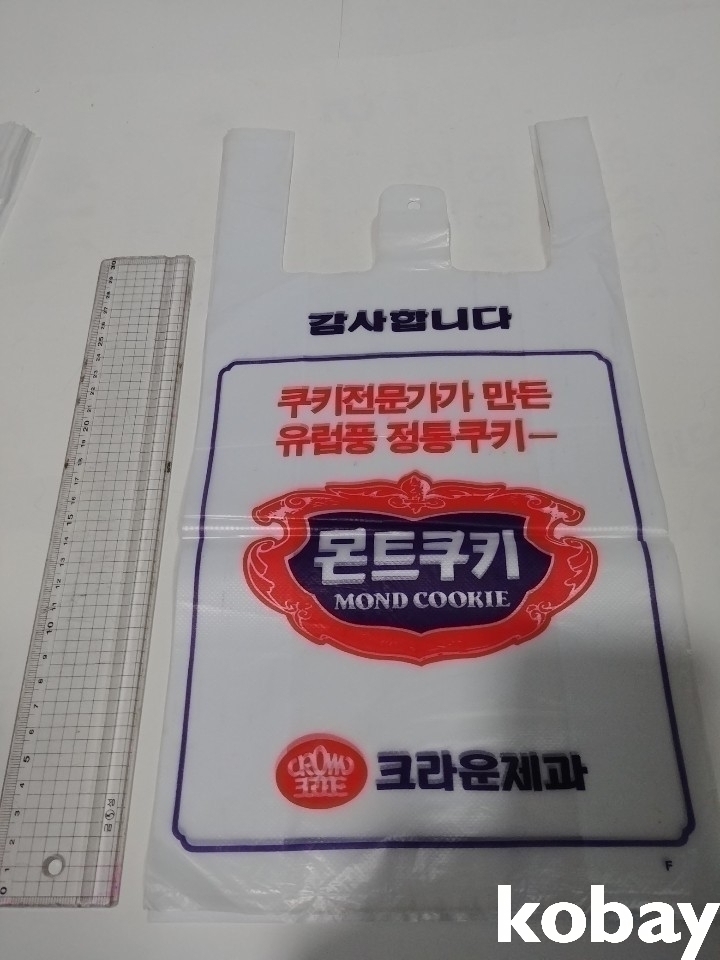 감사합니다
쿠키전문가가 만든
유럽풍 정통쿠키—
몬트쿠키
MOND COOKIE
CROWN
크라운제과
F
kobay